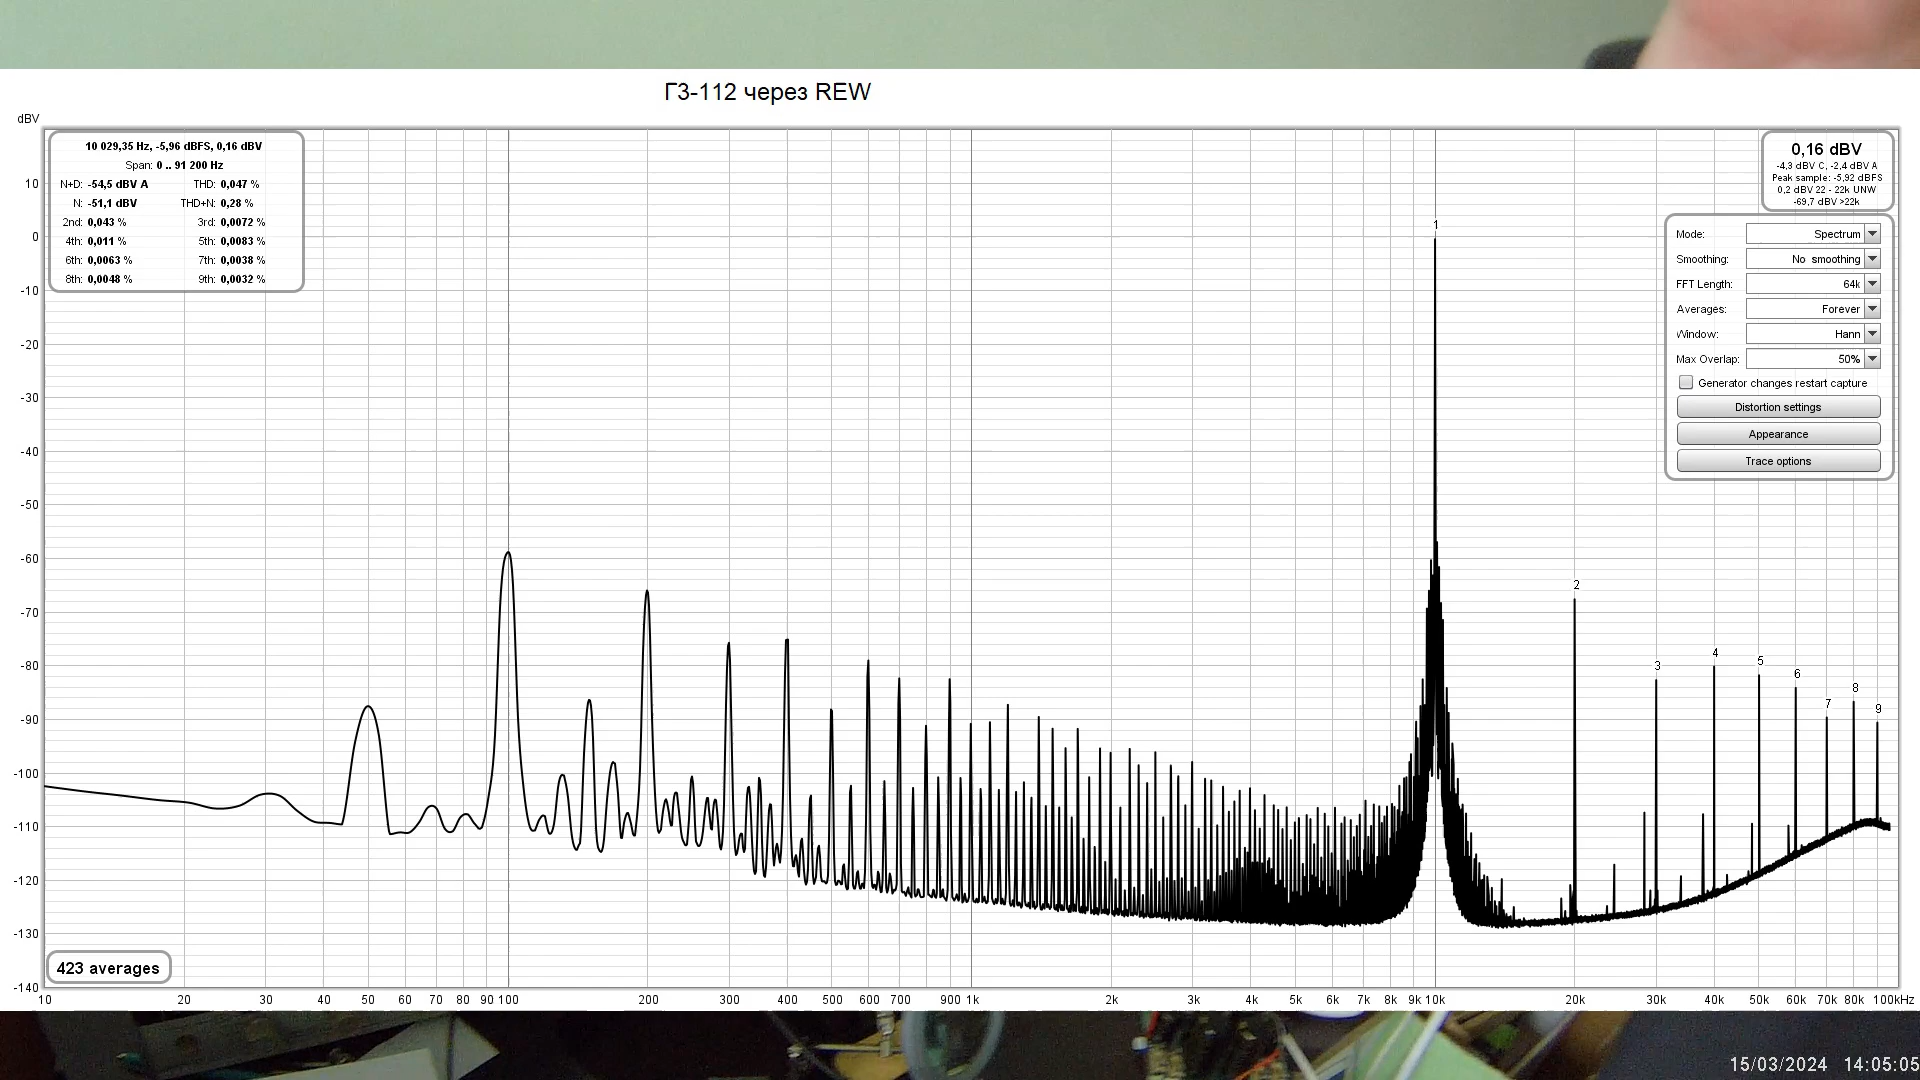 Г3-112 через REW
dBV
10 029,35 Hz, -5,96 dBFS, 0,16 dBV
Span: 0 .. 91 200 Hz
N+D: -54,5 dBV A THD: 0,047 %
N: -51,1 dBV THD+N: 0,28 %
2nd: 0,043 % 3rd: 0,0072 %
4th: 0,011 % 5th: 0,0083 %
6th: 0,0063 % 7th: 0,0038 %
8th: 0,0048 % 9th: 0,0032 %
0,16 dBV
-4,3 dBV C, -2,4 dBV A
Peak sample: -5,92 dBFS
0,2 dBV 22 - 22k UNW
-69,7 dBV >22k
Mode: Spectrum
Smoothing: No smoothing
FFT Length: 64k
Averages: Forever
Window: Hann
Max Overlap: 50%
Generator changes restart capture
Distortion settings
Appearance
Trace options
10
0
-10
-20
-30
-40
-50
-60
-70
-80
-90
-100
-110
-120
-130
-140
1
2
3
4
5
6
7
8
9
423 averages
10 20 30 40 50 60 70 80 90 100 200 300 400 500 600 700 900 1k 2k 3k 4k 5k 6k 7k 8k 9k 10k 20k 30k 40k 50k 60k 70k 80k 100kHz
15/03/2024 14:05:05